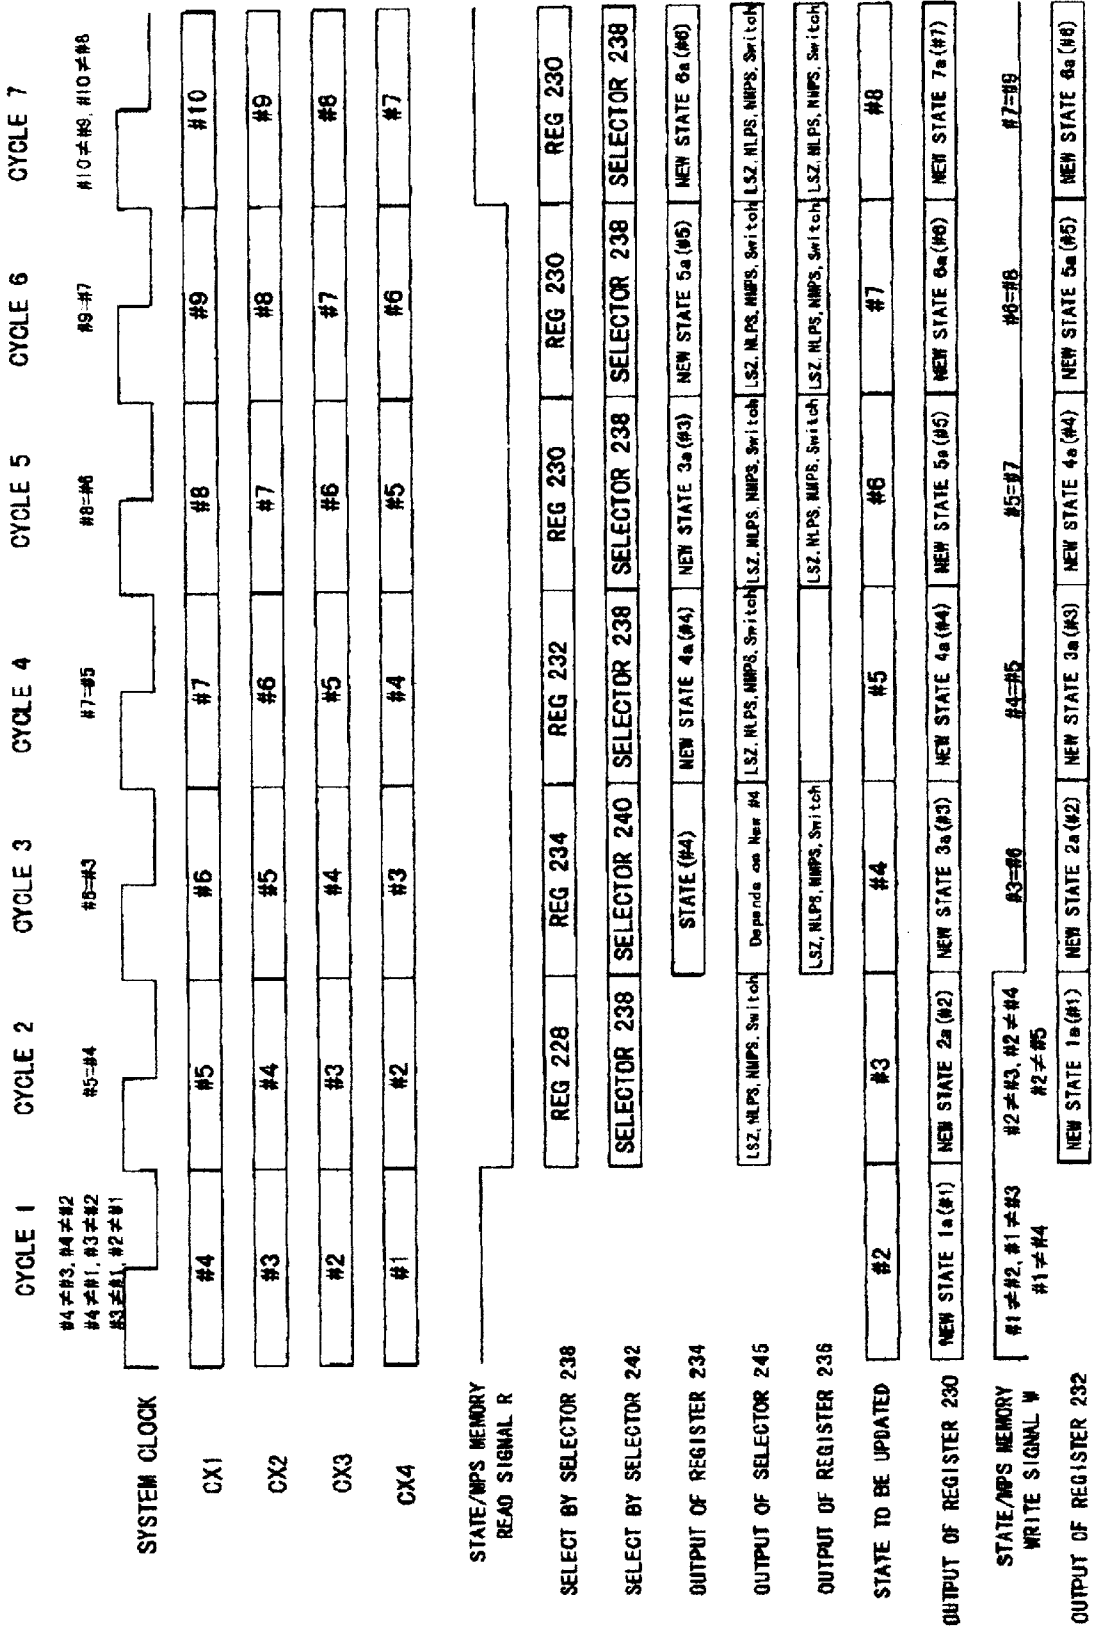 CYCLE 1 CYCLE 2 CYCLE 3 CYCLE 4 CYCLE 5 CYCLE 6 CYCLE 7
#4≠#3, #4≠#2
#4≠#1, #3≠#2
#3≠#1, #2≠#1
#5=#4
#6=#3
#7=#5
#8=#6
#9=#7
#10≠#9, #10≠#8
SYSTEM CLOCK
CX1 #4 #5 #6 #7 #8 #9 #10
CX2 #3 #4 #5 #6 #7 #8 #9
CX3 #2 #3 #4 #5 #6 #7 #8
CX4 #1 #2 #3 #4 #5 #6 #7
STATE/MPS MEMORY
READ SIGNAL R
SELECT BY SELECTOR 238 REG 228 REG 234 REG 232 REG 230 REG 230 REG 230
SELECT BY SELECTOR 242 SELECTOR 238 SELECTOR 240 SELECTOR 238 SELECTOR 238 SELECTOR 238 SELECTOR 238
OUTPUT OF REGISTER 234 STATE (#4) NEW STATE 4a (#4) NEW STATE 3a (#3) NEW STATE 5a (#5) NEW STATE 6a (#6)
OUTPUT OF SELECTOR 245 LSZ, NLPS, NMPS, Switch Depends on New #4 LSZ, NLPS, NMPS, Switch LSZ, NLPS, NMPS, Switch LSZ, NLPS, NMPS, Switch LSZ, NLPS, NMPS, Switch
OUTPUT OF REGISTER 236 LSZ, NLPS, NMPS, Switch LSZ, NLPS, NMPS, Switch LSZ, NLPS, NMPS, Switch LSZ, NLPS, NMPS, Switch
STATE TO BE UPDATED #2 #3 #4 #5 #6 #7 #8
OUTPUT OF REGISTER 230 NEW STATE 1a (#1) NEW STATE 2a (#2) NEW STATE 3a (#3) NEW STATE 4a (#4) NEW STATE 5a (#5) NEW STATE 6a (#6) NEW STATE 7a (#7)
STATE/MPS MEMORY
WRITE SIGNAL W
#1≠#2, #1≠#3
#1≠#4
#2≠#3, #2≠#4
#2≠#5
#3=#6
#4=#5
#5=#7
#6=#8
#7=#9
OUTPUT OF REGISTER 232 NEW STATE 1a (#1) NEW STATE 2a (#2) NEW STATE 3a (#3) NEW STATE 4a (#4) NEW STATE 5a (#5) NEW STATE 6a (#6)